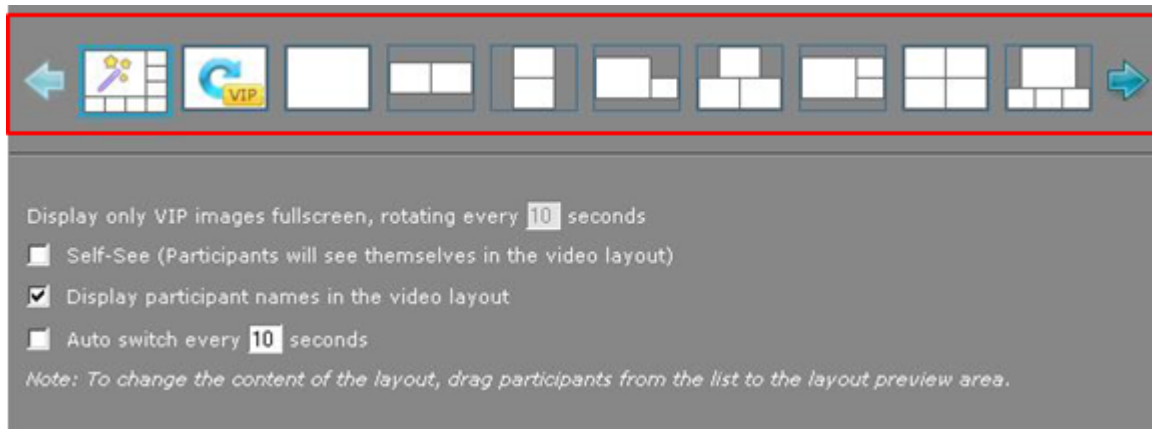 VIP
Display only VIP images fullscreen, rotating every 10 seconds
Self-See (Participants will see themselves in the video layout)
Display participant names in the video layout
Auto switch every 10 seconds
Note: To change the content of the layout, drag participants from the list to the layout preview area.